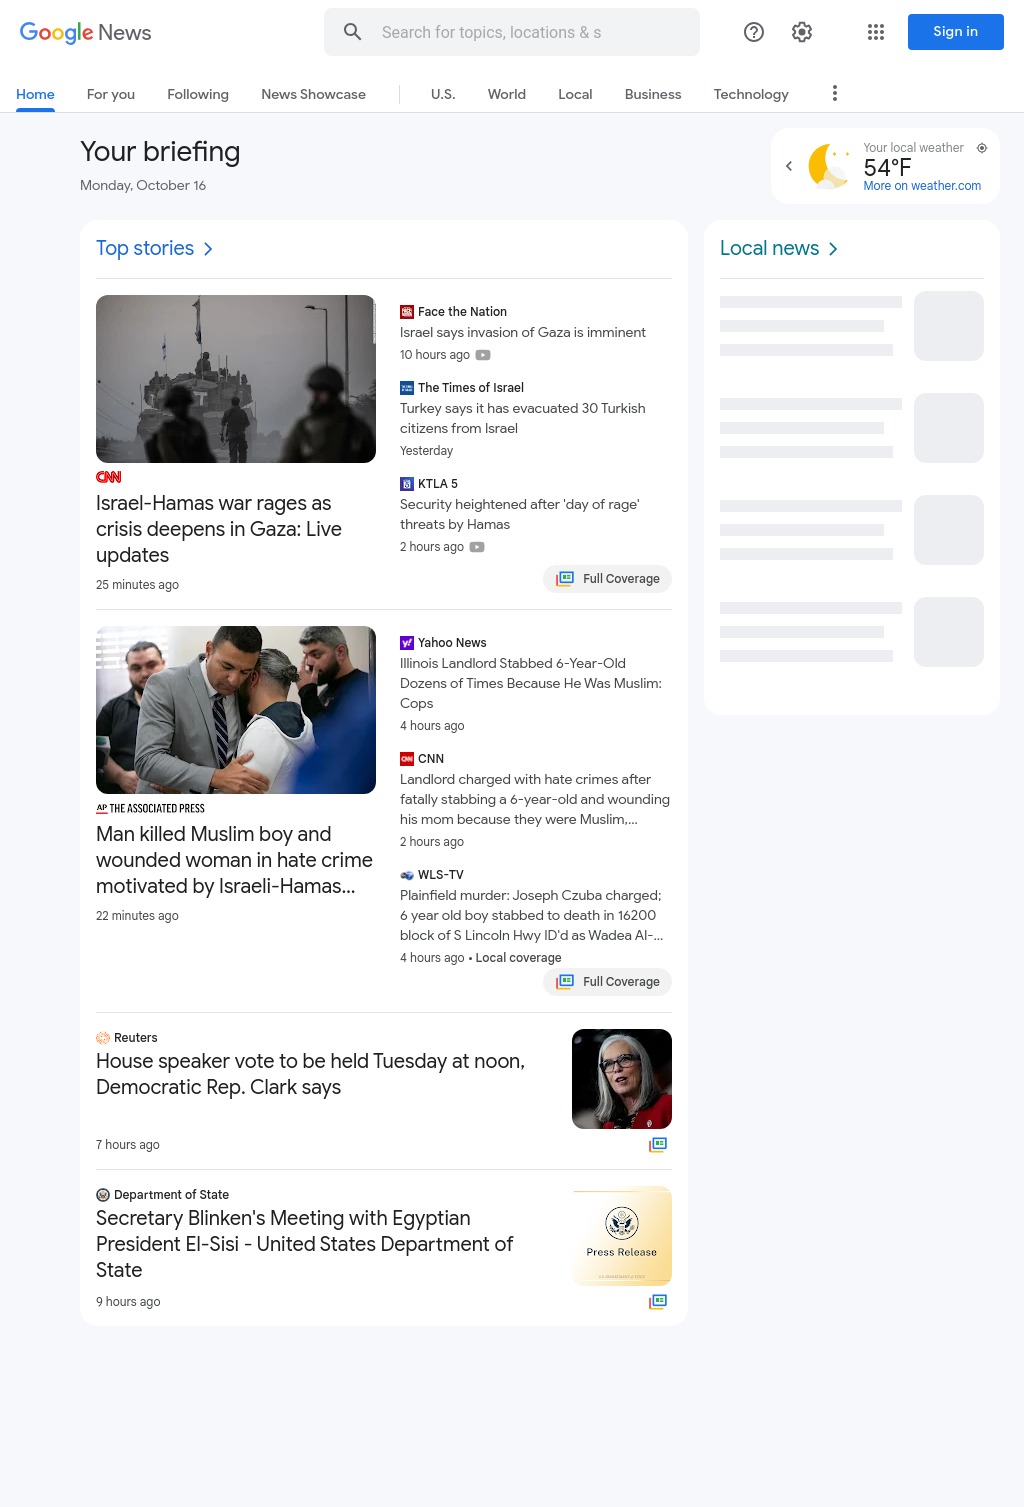 Google News
Search for topics, locations & s
Sign in
Home
For you
Following
News Showcase
U.S.
World
Local
Business
Technology
Your briefing
Monday, October 16
Your local weather
54°F
More on weather.com
Top stories
CNN
Israel-Hamas war rages as
crisis deepens in Gaza: Live
updates
25 minutes ago
Face the Nation
Israel says invasion of Gaza is imminent
10 hours ago
The Times of Israel
Turkey says it has evacuated 30 Turkish
citizens from Israel
Yesterday
KTLA 5
Security heightened after 'day of rage'
threats by Hamas
2 hours ago
Full Coverage
AP THE ASSOCIATED PRESS
Man killed Muslim boy and
wounded woman in hate crime
motivated by Israeli-Hamas...
22 minutes ago
Yahoo News
Illinois Landlord Stabbed 6-Year-Old
Dozens of Times Because He Was Muslim:
Cops
4 hours ago
CNN
Landlord charged with hate crimes after
fatally stabbing a 6-year-old and wounding
his mom because they were Muslim,...
2 hours ago
WLS-TV
Plainfield murder: Joseph Czuba charged;
6 year old boy stabbed to death in 16200
block of S Lincoln Hwy ID'd as Wadea Al-...
4 hours ago • Local coverage
Full Coverage
Reuters
House speaker vote to be held Tuesday at noon,
Democratic Rep. Clark says
7 hours ago
Department of State
Secretary Blinken's Meeting with Egyptian
President El-Sisi - United States Department of
State
9 hours ago
Press Release
Local news